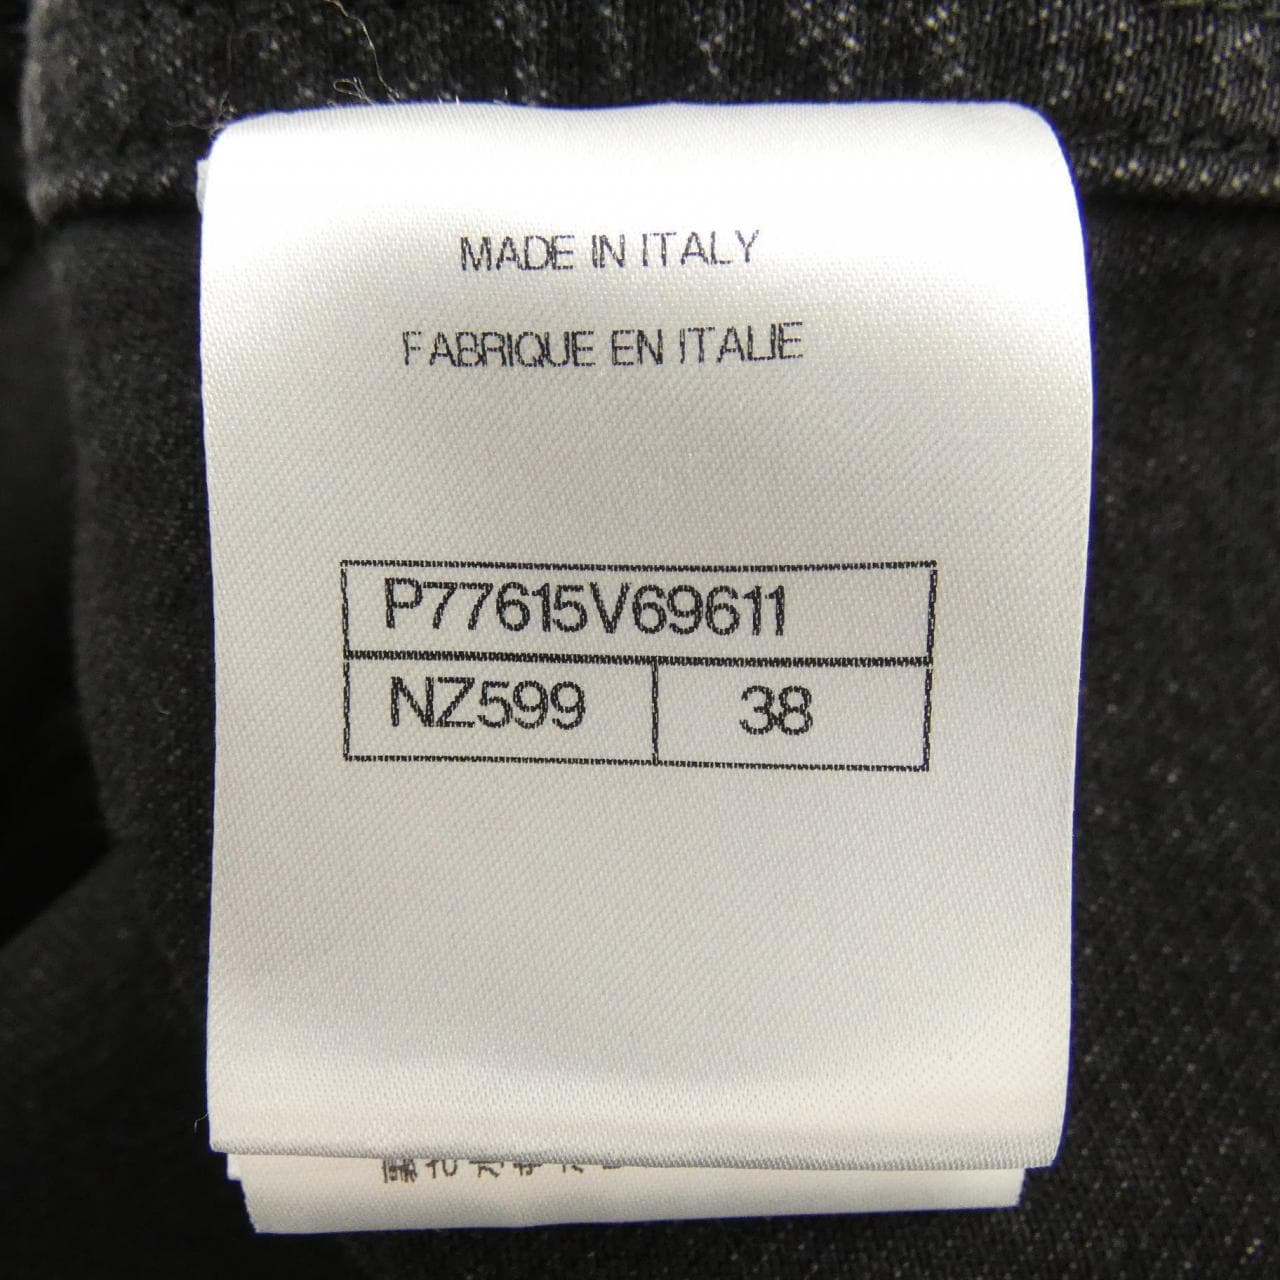 MADE IN ITALY
FABRIQUE EN ITALIE
P77615V69611
NZ599 38